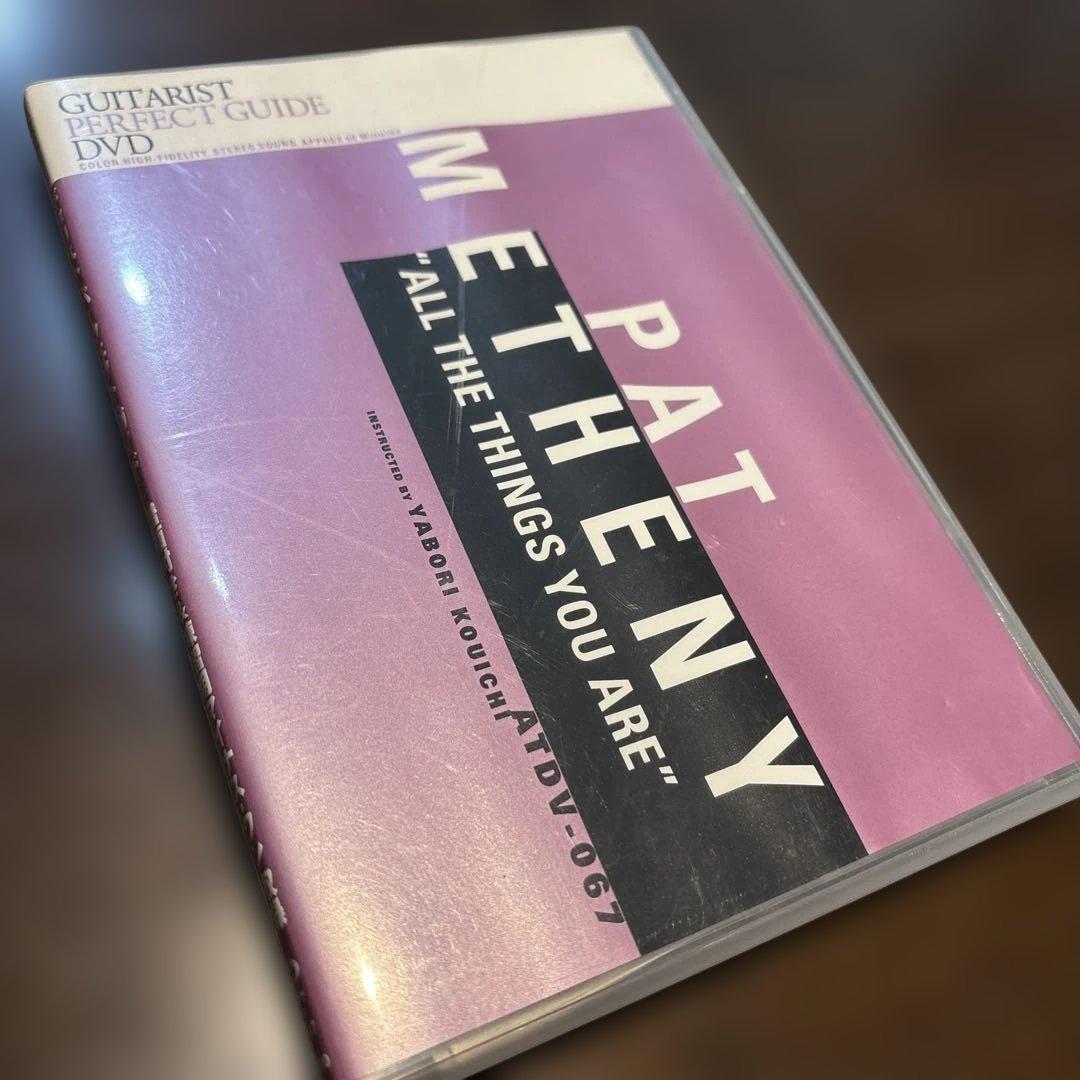 GUITARIST
PERFECT GUIDE
DVD
COLOR. HIGH-FIDELITY. STEREO SOUND.
PAT
METHENY
"ALL THE THINGS YOU ARE"
INSTRUCTED BY YABORI KOUICHI
ATDV-067